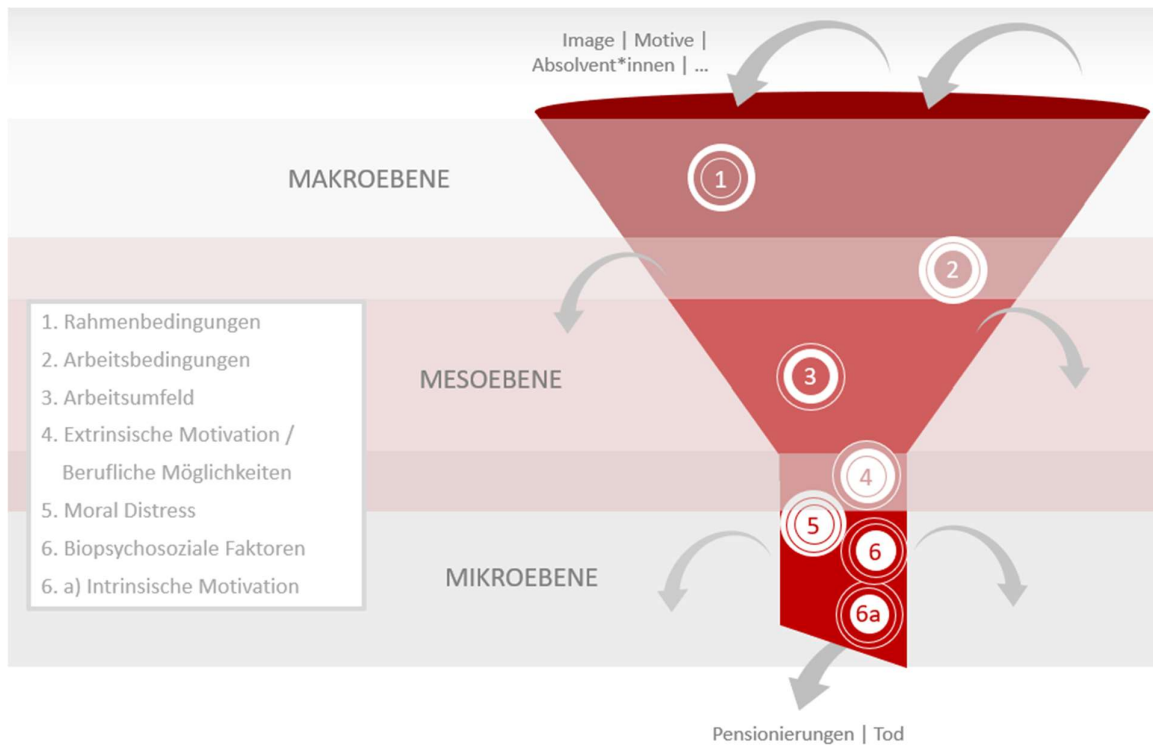 Image | Motive |
Absolvent*innen | ...
MAKROEBENE
1
2
1. Rahmenbedingungen
2. Arbeitsbedingungen
3. Arbeitsumfeld
4. Extrinsische Motivation /
Berufliche Möglichkeiten
5. Moral Distress
6. Biopsychosoziale Faktoren
6. a) Intrinsische Motivation
MESOEBENE
3
4
5
6
MIKROEBENE
6a
Pensionierungen | Tod